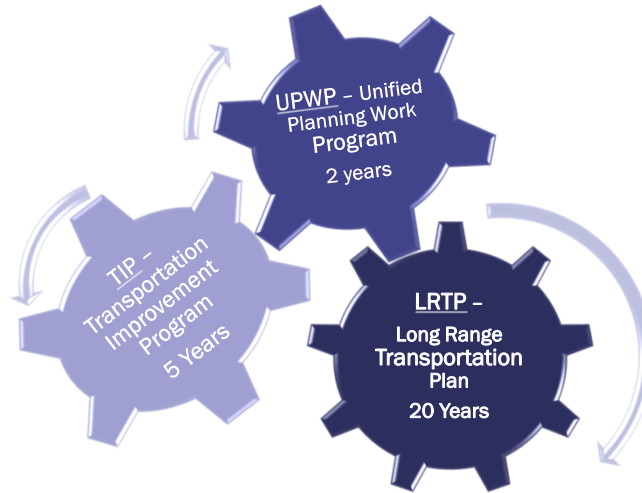 UPWP – Unified
Planning Work
Program
2 years
TIP –
Transportation
Improvement
Program
5 Years
LRTP –
Long Range
Transportation
Plan
20 Years